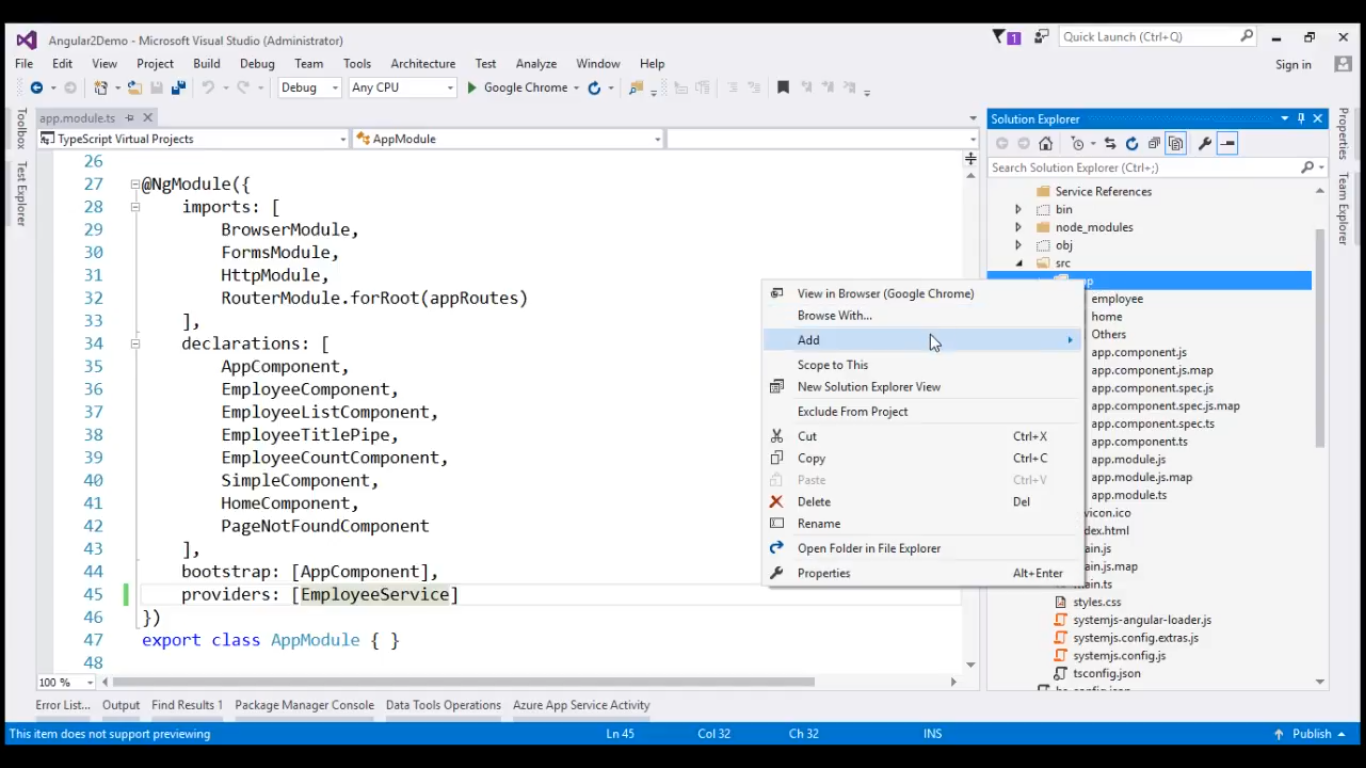 Angular2Demo - Microsoft Visual Studio (Administrator)
1
Quick Launch (Ctrl+Q)
File Edit View Project Build Debug Team Tools Architecture Test Analyze Window Help
Sign in
Debug Any CPU Google Chrome
Toolbox
Test Explorer
app.module.ts
TypeScript Virtual Projects
AppModule
26
27 @NgModule({
28 imports: [
29 BrowserModule,
30 FormsModule,
31 HttpModule,
32 RouterModule.forRoot(appRoutes)
33 ],
34 declarations: [
35 AppComponent,
36 EmployeeComponent,
37 EmployeeListComponent,
38 EmployeeTitlePipe,
39 EmployeeCountComponent,
40 SimpleComponent,
41 HomeComponent,
42 PageNotFoundComponent
43 ],
44 bootstrap: [AppComponent],
45 providers: [EmployeeService]
46 })
47 export class AppModule { }
48
100 %
View in Browser (Google Chrome)
Browse With...
Add
Scope to This
New Solution Explorer View
Exclude From Project
Cut Ctrl+X
Copy Ctrl+C
Paste Ctrl+V
Delete Del
Rename
Open Folder in File Explorer
Properties Alt+Enter
Solution Explorer
Search Solution Explorer (Ctrl+;)
Service References
bin
node_modules
obj
src
employee
home
Others
app.component.js
app.component.js.map
app.component.spec.js
app.component.spec.js.map
app.component.spec.ts
app.component.ts
app.module.js
app.module.js.map
app.module.ts
vicon.ico
dex.html
ain.js
ain.js.map
ain.ts
styles.css
systemjs-angular-loader.js
systemjs.config.extras.js
systemjs.config.js
tsconfig.json
Properties
Team Explorer
Error List... Output Find Results 1 Package Manager Console Data Tools Operations Azure App Service Activity
This item does not support previewing Ln 45 Col 32 Ch 32 INS Publish